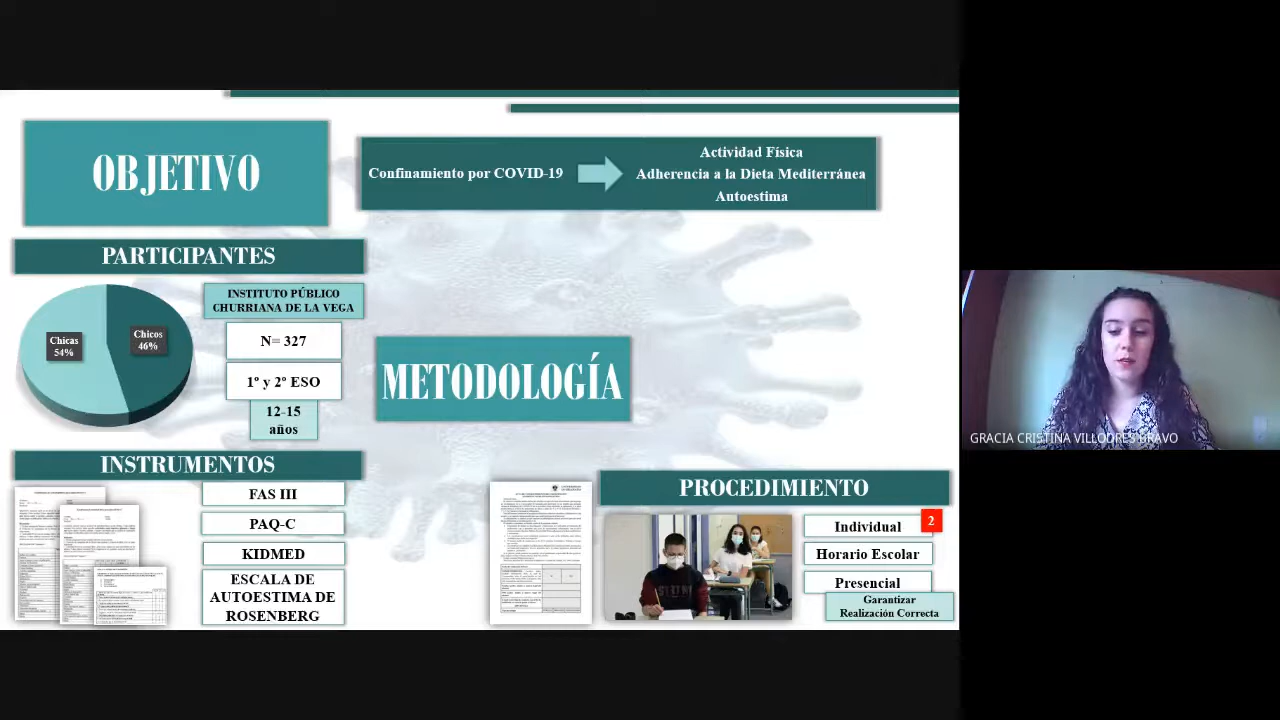 OBJETIVO
Confinamiento por COVID-19
Actividad Física
Adherencia a la Dieta Mediterránea
Autoestima
PARTICIPANTES
Chicas
54%
Chicos
46%
INSTITUTO PÚBLICO
CHURRIANA DE LA VEGA
N= 327
1º y 2º ESO
12-15
años
METODOLOGÍA
INSTRUMENTOS
FAS III
PAQ-C
KIDMED
ESCALA DE
AUTOESTIMA DE
ROSENBERG
PROCEDIMIENTO
Individual
2
Horario Escolar
Presencial
Garantizar
Realización Correcta
GRACIA CRISTINA VILLODRES BRAVO